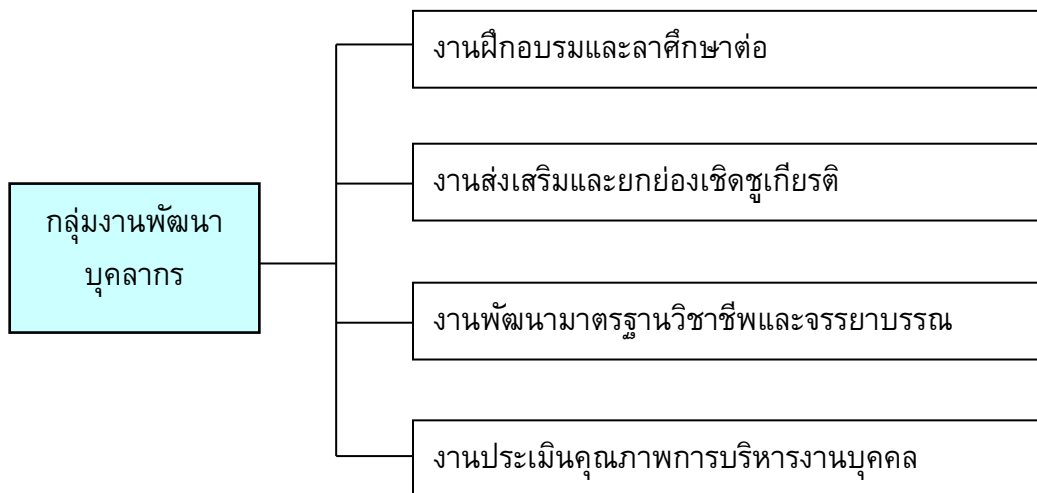 งานฝึกอบรมและลาศึกษาต่อ
งานส่งเสริมและยกย่องเชิดชูเกียรติ
กลุ่มงานพัฒนา
บุคลากร
งานพัฒนามาตรฐานวิชาชีพและจรรยาบรรณ
งานประเมินคุณภาพการบริหารงานบุคคล